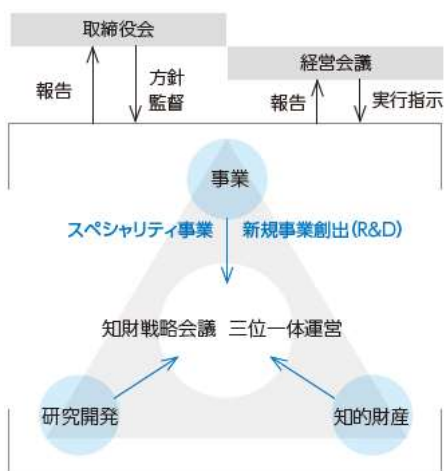 取締役会
経営会議
報告
方針
監督
報告
実行指示
事業
スペシャリティ事業
新規事業創出(R&D)
知財戦略会議 三位一体運営
研究開発
知的財産